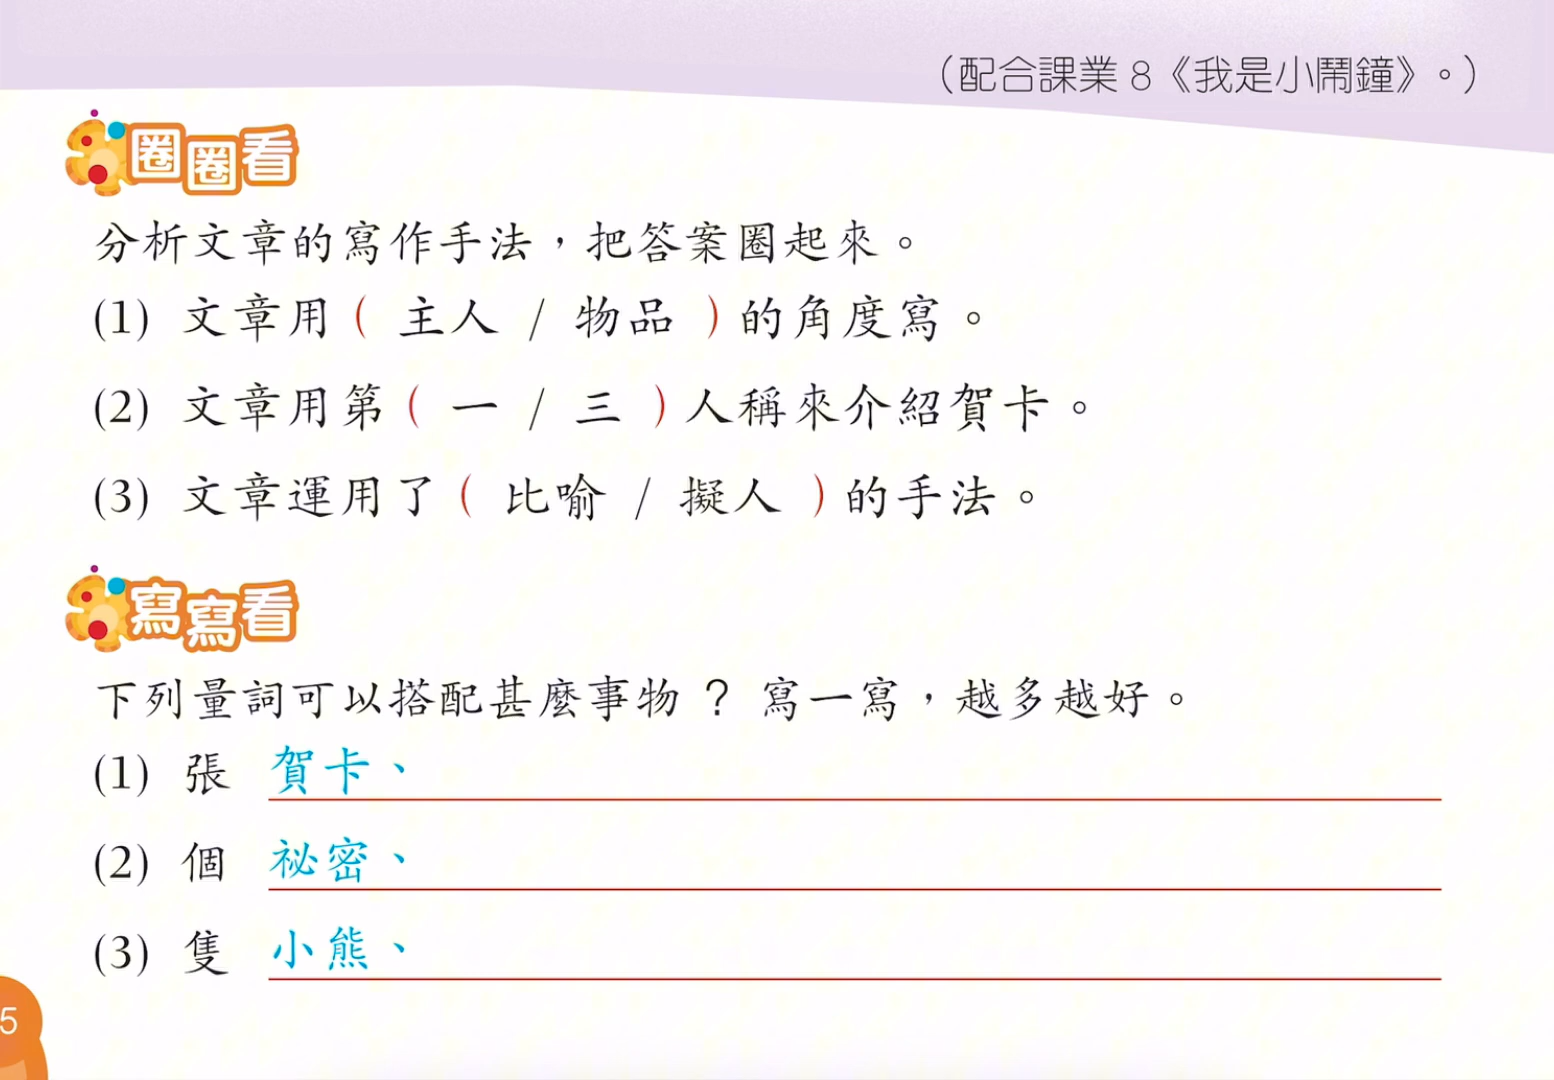 （配合課業 8《我是小鬧鐘》。）
圈圈看
分析文章的寫作手法，把答案圈起來。
(1) 文章用（ 主人 / 物品 ）的角度寫。
(2) 文章用第（ 一 / 三 ）人稱來介紹賀卡。
(3) 文章運用了（ 比喻 / 擬人 ）的手法。
寫寫看
下列量詞可以搭配甚麼事物？寫一寫，越多越好。
(1) 張 賀卡、
(2) 個 祕密、
(3) 隻 小熊、
5